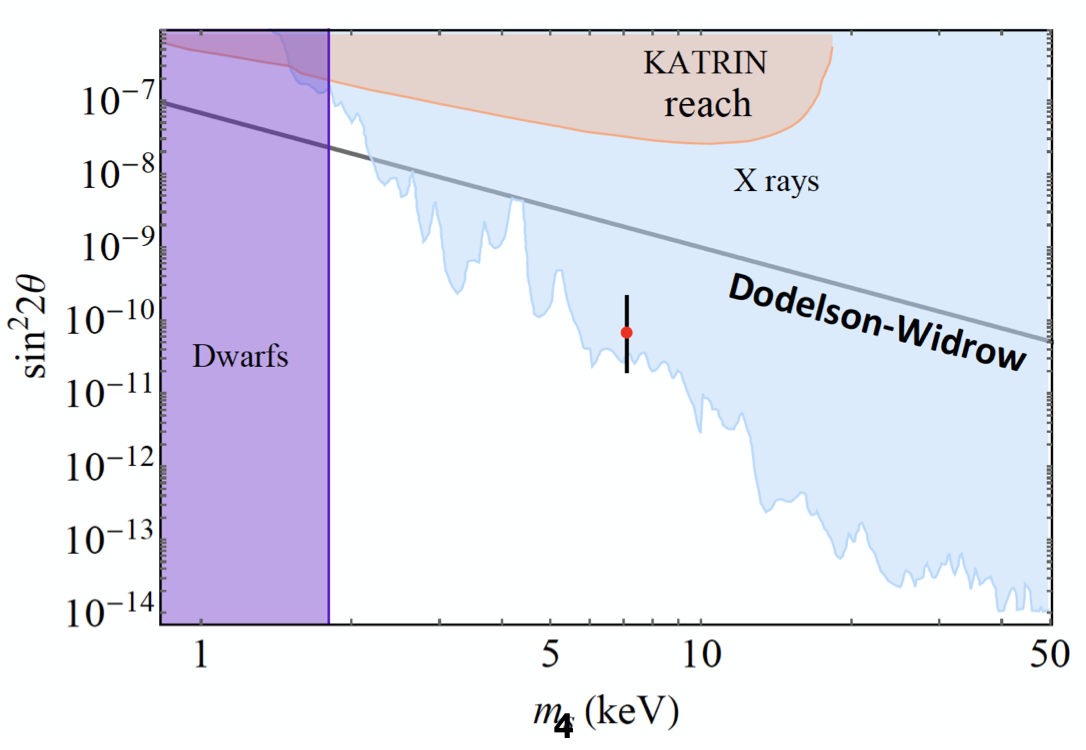 KATRIN
reach
10⁻⁷
10⁻⁸
X rays
10⁻⁹
Dodelson-Widrow
10⁻¹⁰
sin²2θ
Dwarfs
10⁻¹¹
10⁻¹²
10⁻¹³
10⁻¹⁴
1 5 10 50
m₄ (keV)